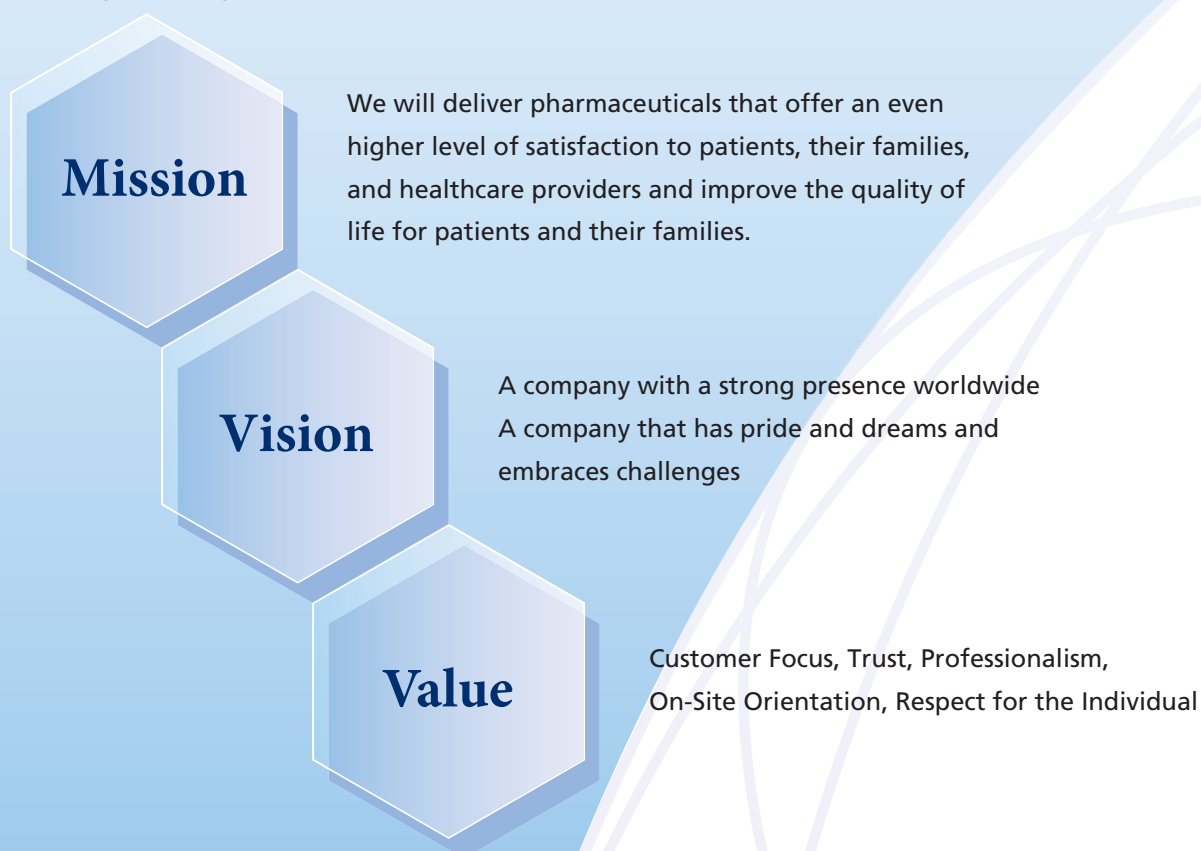 Mission
We will deliver pharmaceuticals that offer an even
higher level of satisfaction to patients, their families,
and healthcare providers and improve the quality of
life for patients and their families.
Vision
A company with a strong presence worldwide
A company that has pride and dreams and
embraces challenges
Value
Customer Focus, Trust, Professionalism,
On-Site Orientation, Respect for the Individual